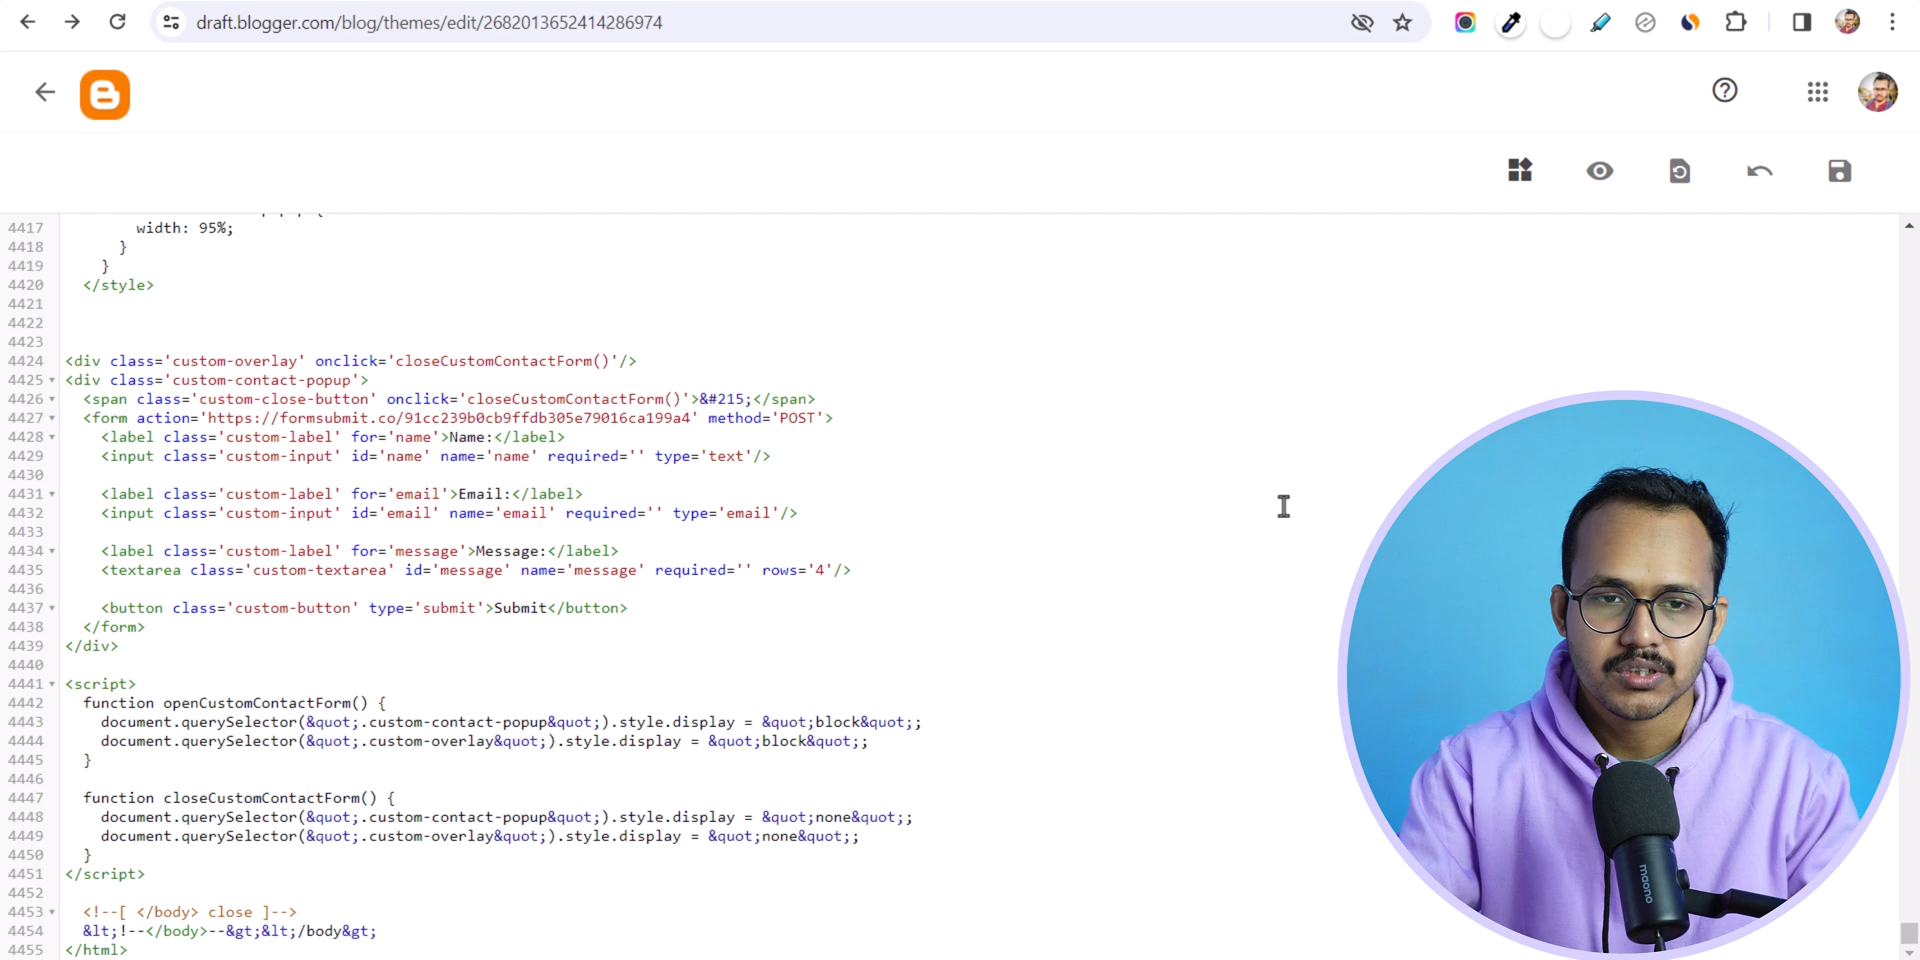 draft.blogger.com/blog/themes/edit/2682013652414286974
4417 width: 95%;
4418 }
4419 }
4420 </style>
4421
4422
4423
4424 <div class='custom-overlay' onclick='closeCustomContactForm()'/>
4425 <div class='custom-contact-popup'>
4426 <span class='custom-close-button' onclick='closeCustomContactForm()'>&#215;</span>
4427 <form action='https://formsubmit.co/91cc239b0cb9ffdb305e79016ca199a4' method='POST'>
4428 <label class='custom-label' for='name'>Name:</label>
4429 <input class='custom-input' id='name' name='name' required='' type='text'/>
4430
4431 <label class='custom-label' for='email'>Email:</label>
4432 <input class='custom-input' id='email' name='email' required='' type='email'/>
4433
4434 <label class='custom-label' for='message'>Message:</label>
4435 <textarea class='custom-textarea' id='message' name='message' required='' rows='4'/>
4436
4437 <button class='custom-button' type='submit'>Submit</button>
4438 </form>
4439 </div>
4440
4441 <script>
4442 function openCustomContactForm() {
4443 document.querySelector(&quot;.custom-contact-popup&quot;).style.display = &quot;block&quot;;
4444 document.querySelector(&quot;.custom-overlay&quot;).style.display = &quot;block&quot;;
4445 }
4446
4447 function closeCustomContactForm() {
4448 document.querySelector(&quot;.custom-contact-popup&quot;).style.display = &quot;none&quot;;
4449 document.querySelector(&quot;.custom-overlay&quot;).style.display = &quot;none&quot;;
4450 }
4451 </script>
4452
4453 <!--[ </body> close ]-->
4454 &lt;!--</body>--&gt;&lt;/body&gt;
4455 </html>
maono